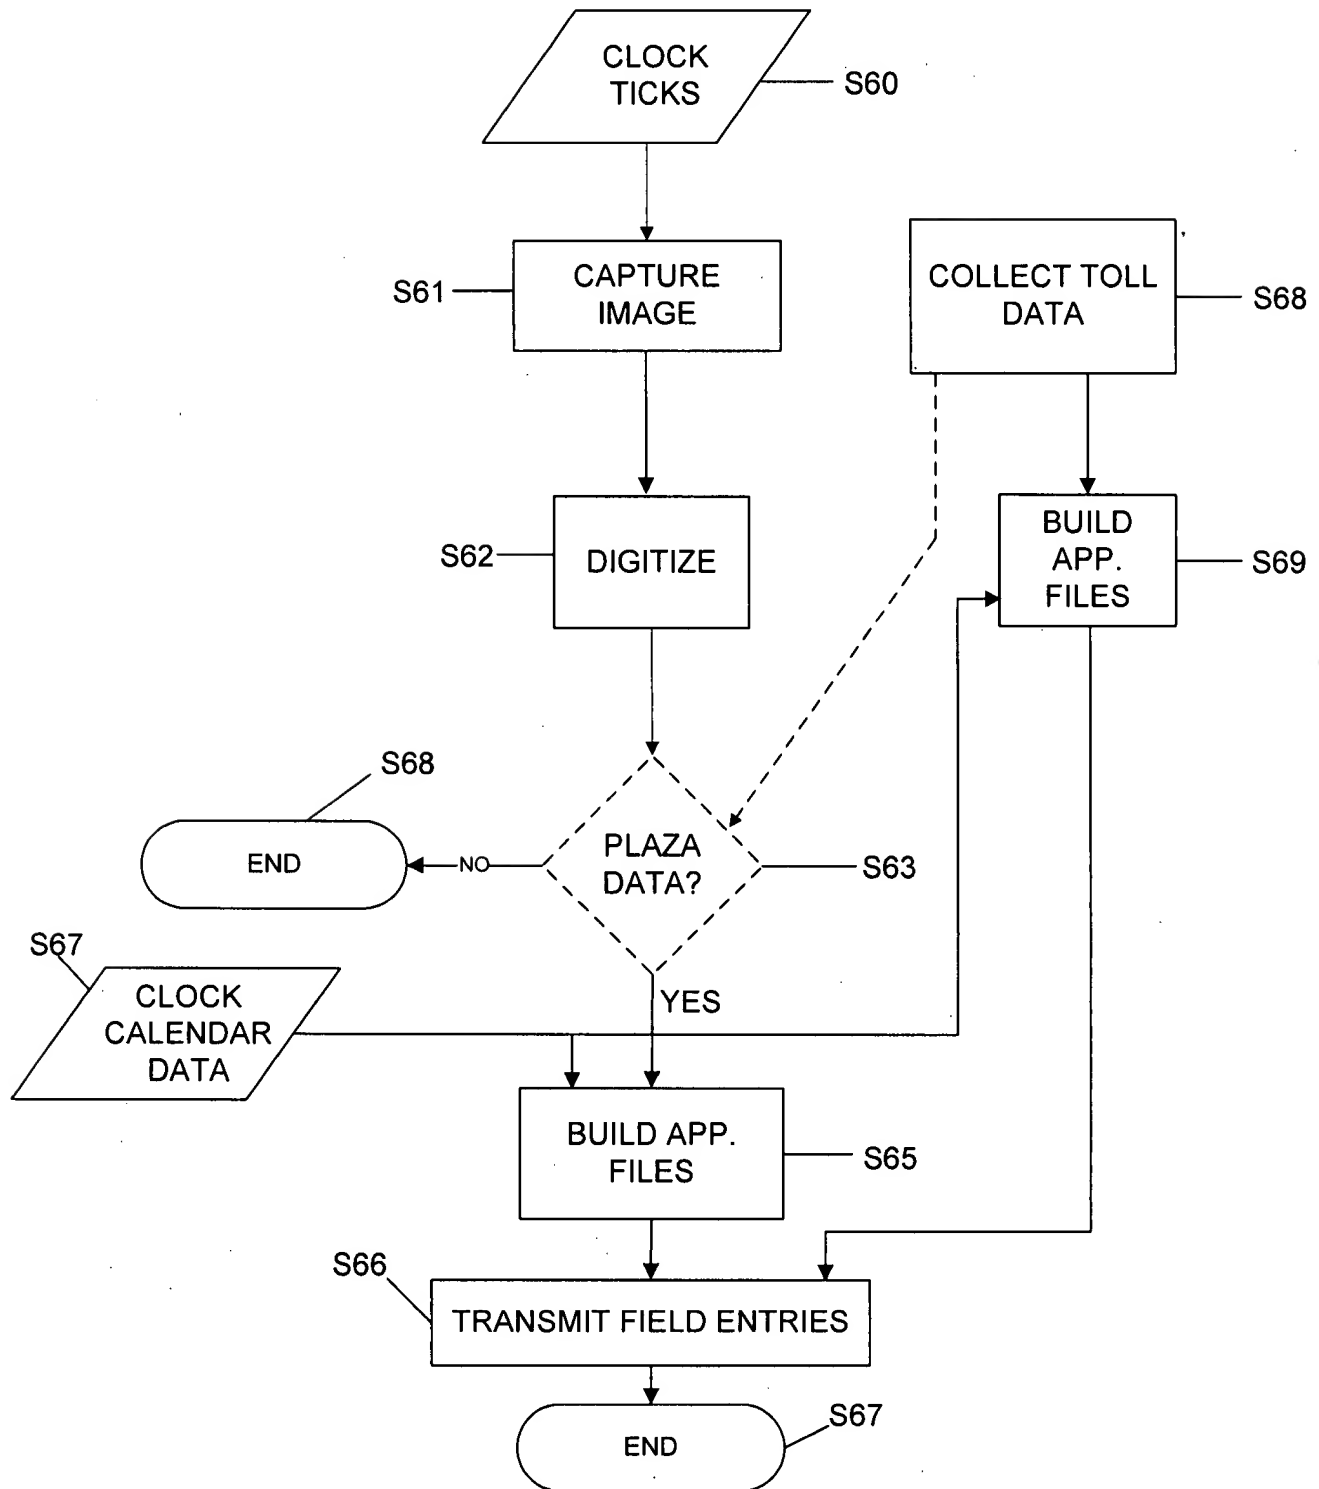 CLOCK
TICKS
S60
CAPTURE
IMAGE
S61
COLLECT TOLL
DATA
S68
S62
DIGITIZE
BUILD
APP.
FILES
S69
S68
END
NO
PLAZA
DATA?
S63
S67
CLOCK
CALENDAR
DATA
YES
BUILD APP.
FILES
S65
S66
TRANSMIT FIELD ENTRIES
END
S67